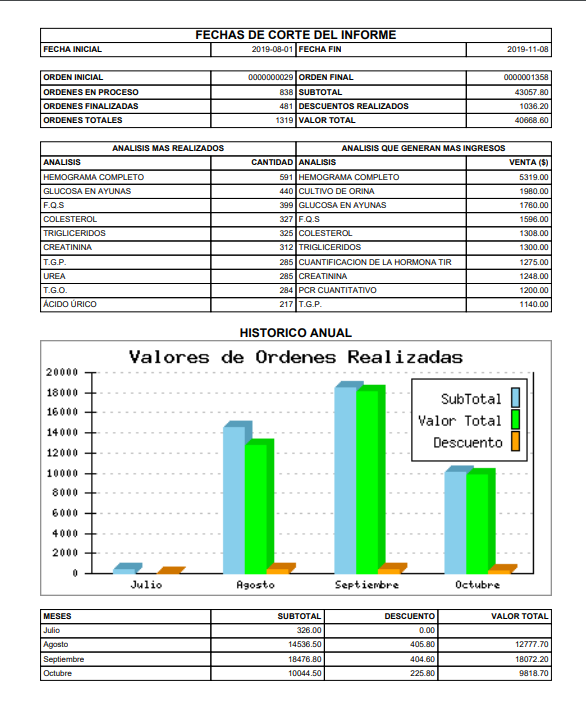 FECHAS DE CORTE DEL INFORME
FECHA INICIAL 2019-08-01 FECHA FIN 2019-11-08
ORDEN INICIAL 0000000029 ORDEN FINAL 0000001358
ORDENES EN PROCESO 838 SUBTOTAL 43057.80
ORDENES FINALIZADAS 481 DESCUENTOS REALIZADOS 1036.20
ORDENES TOTALES 1319 VALOR TOTAL 40668.60
ANALISIS MAS REALIZADOS ANALISIS QUE GENERAN MAS INGRESOS
ANALISIS CANTIDAD ANALISIS VENTA ($)
HEMOGRAMA COMPLETO 591 HEMOGRAMA COMPLETO 5319.00
GLUCOSA EN AYUNAS 440 CULTIVO DE ORINA 1980.00
F.Q.S 399 GLUCOSA EN AYUNAS 1760.00
COLESTEROL 327 F.Q.S 1596.00
TRIGLICERIDOS 325 COLESTEROL 1308.00
CREATININA 312 TRIGLICERIDOS 1300.00
T.G.P. 285 CUANTIFICACION DE LA HORMONA TIR 1275.00
UREA 285 CREATININA 1248.00
T.G.O. 284 PCR CUANTITATIVO 1200.00
ÁCIDO ÚRICO 217 T.G.P. 1140.00
HISTORICO ANUAL
Valores de Ordenes Realizadas
20000
18000
16000
14000
12000
10000
8000
6000
4000
2000
0
SubTotal
Valor Total
Descuento
Julio Agosto Septiembre Octubre
MESES SUBTOTAL DESCUENTO VALOR TOTAL
Julio 326.00 0.00
Agosto 14536.50 405.80 12777.70
Septiembre 18476.80 404.60 18072.20
Octubre 10044.50 225.80 9818.70